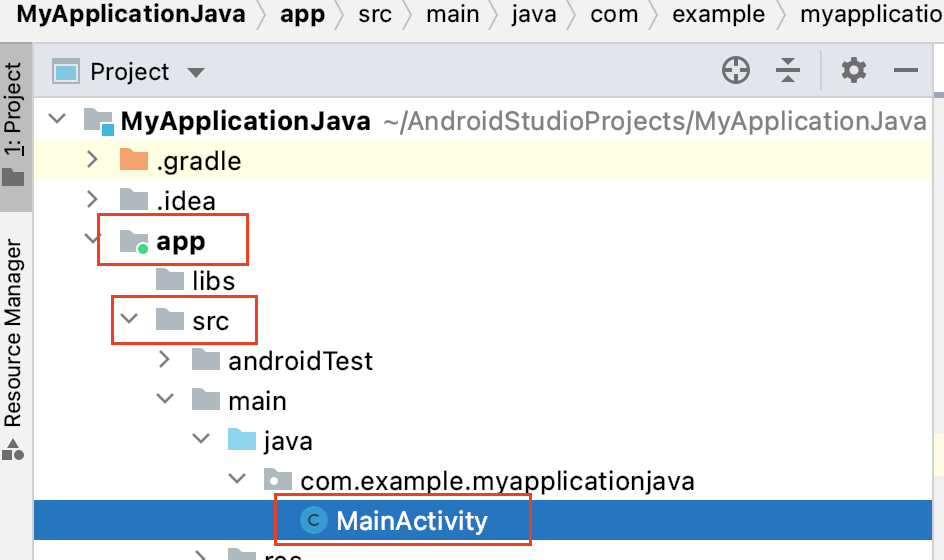 MyApplicationJava app src main java com example myapplicatio
1: Project
Resource Manager
Project
MyApplicationJava ~/AndroidStudioProjects/MyApplicationJava
.gradle
.idea
app
libs
src
androidTest
main
java
com.example.myapplicationjava
C MainActivity
res